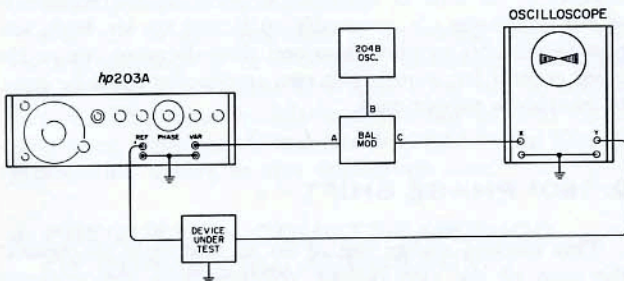 OSCILLOSCOPE
204B
OSC.
hp203A
B
REF PHASE VAR
A
BAL
MOD
C
X
Y
DEVICE
UNDER
TEST